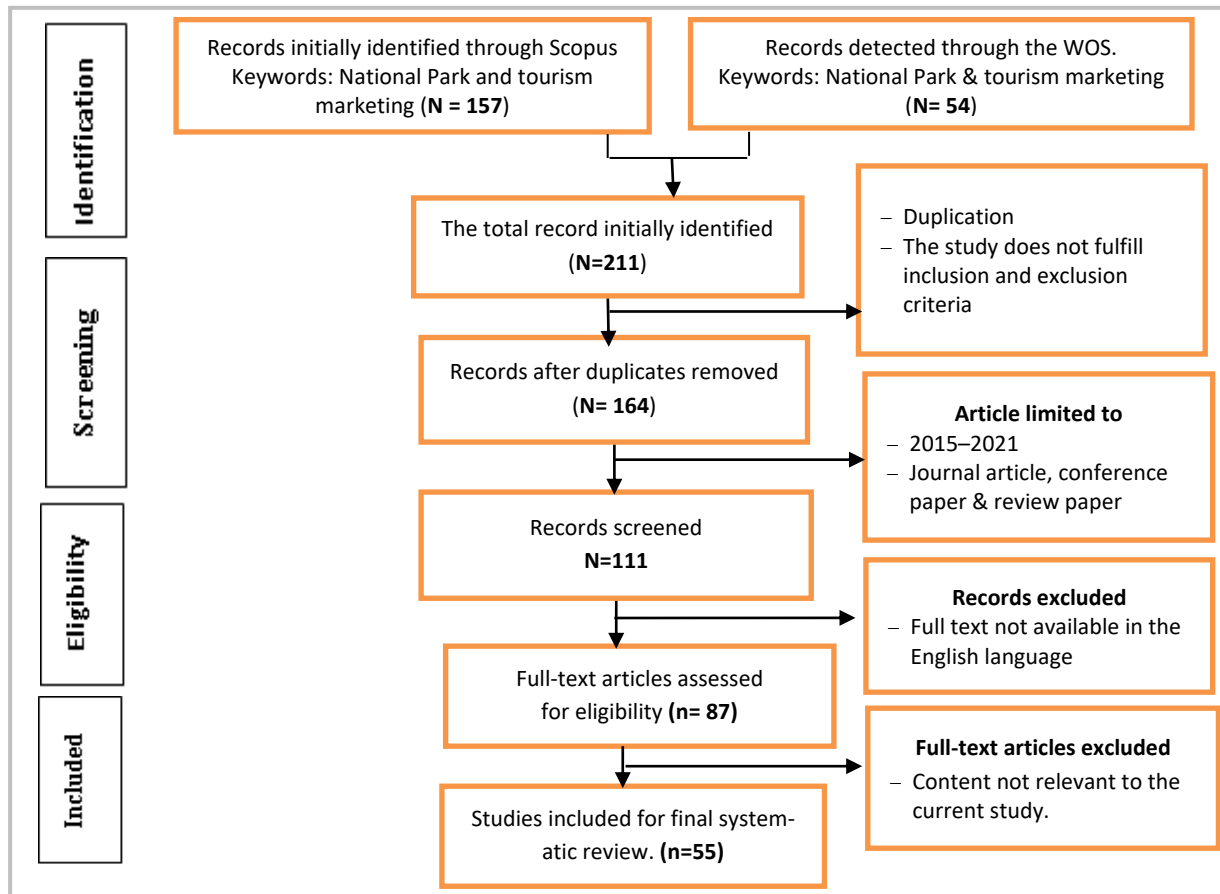 Identification
Records initially identified through Scopus
Keywords: National Park and tourism
marketing (N = 157)
Records detected through the WOS.
Keywords: National Park & tourism marketing
(N= 54)
The total record initially identified
(N=211)
– Duplication
– The study does not fulfill
inclusion and exclusion
criteria
Screening
Records after duplicates removed
(N= 164)
Article limited to
– 2015–2021
– Journal article, conference
paper & review paper
Eligibility
Records screened
N=111
Records excluded
– Full text not available in the
English language
Full-text articles assessed
for eligibility (n= 87)
Included
Full-text articles excluded
– Content not relevant to the
current study.
Studies included for final system-
atic review. (n=55)